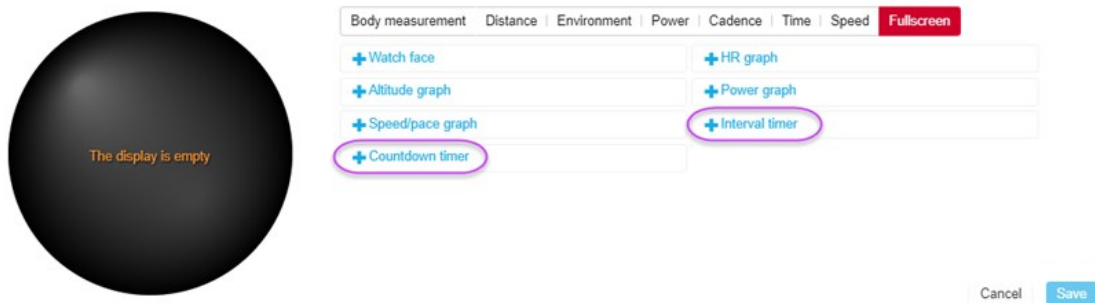 Body measurement Distance Environment Power Cadence Time Speed Fullscreen
Watch face
HR graph
Altitude graph
Power graph
Speed/pace graph
Interval timer
The display is empty
Countdown timer
Cancel Save